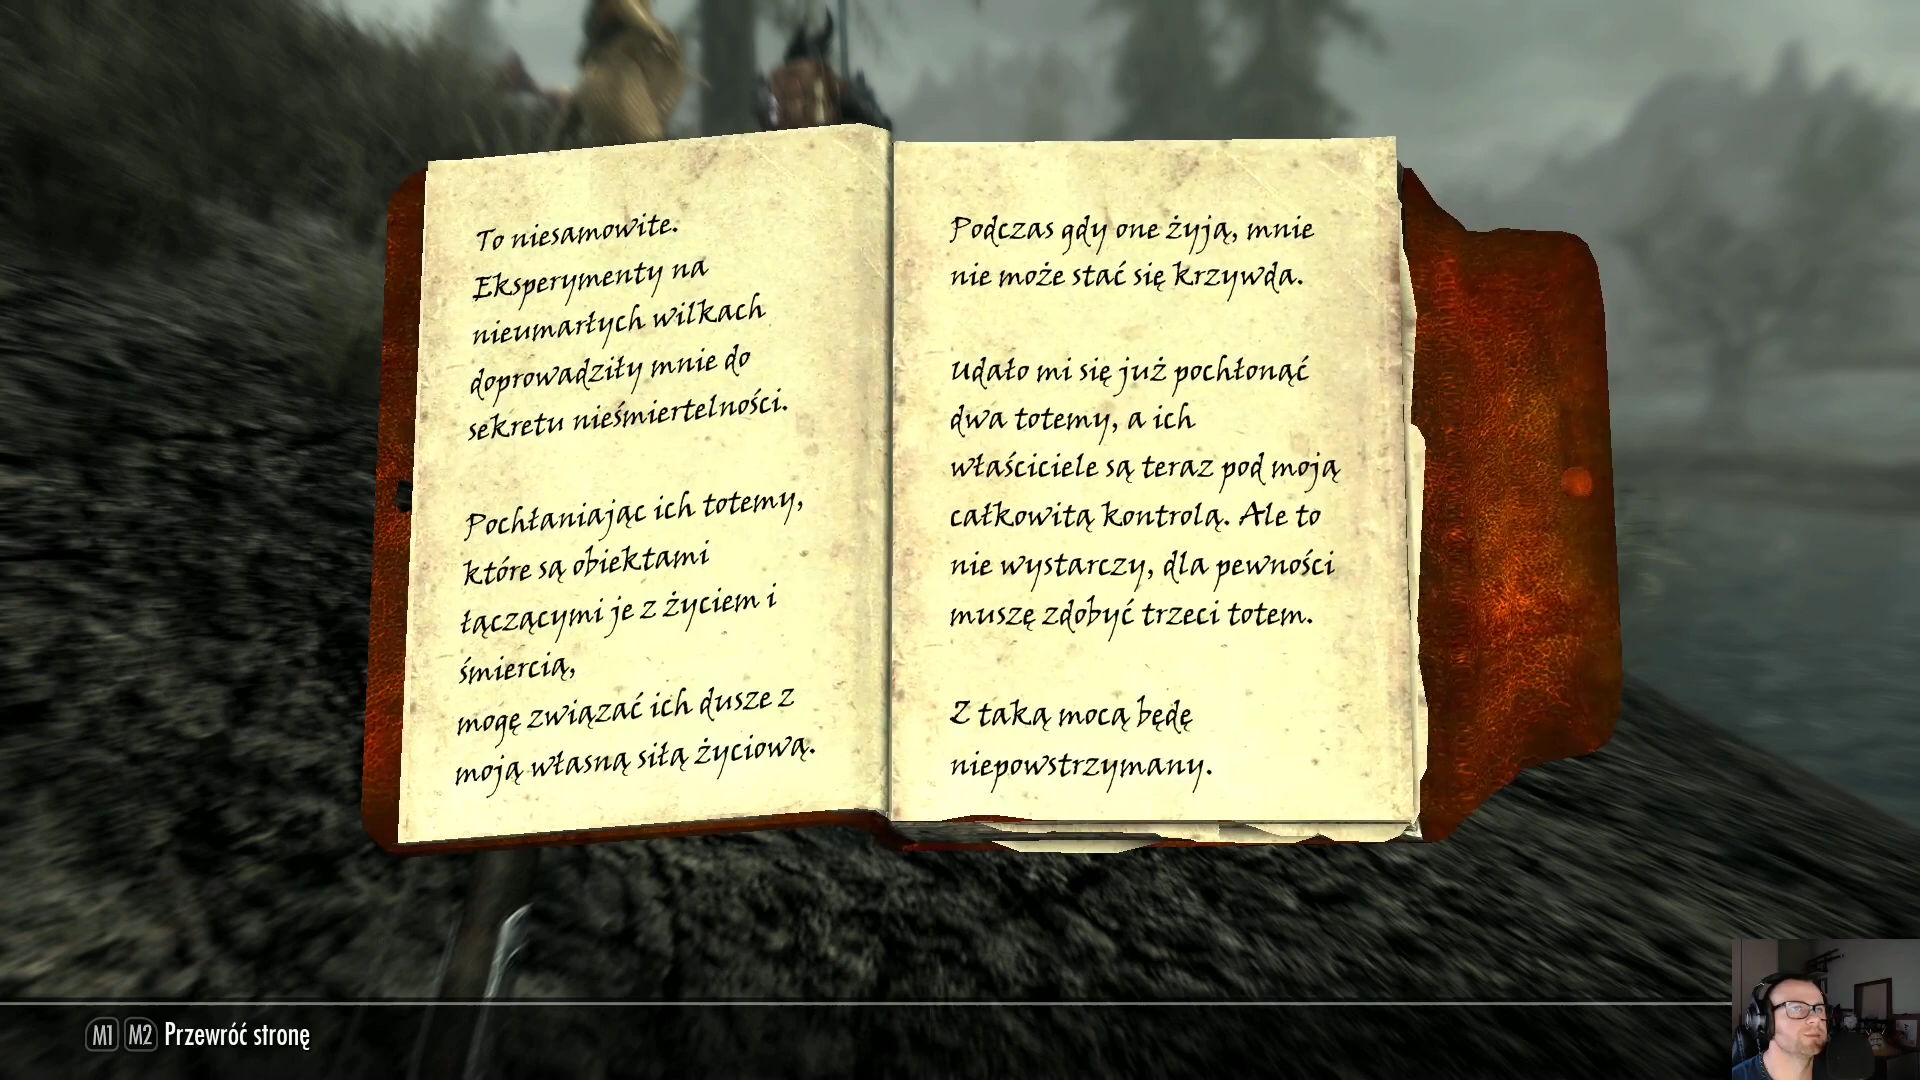 To niesamowite.
Eksperymenty na
nieumarłych wilkach
doprowadziły mnie do
sekretu nieśmiertelności.
Pochłaniając ich totemy,
które są obiektami
łączącymi je z życiem i
śmiercią,
mogę związać ich dusze z
moją własną siłą życiową.
Podczas gdy one żyją, mnie
nie może stać się krzywda.
Udało mi się już pochłonąć
dwa totemy, a ich
właściciele są teraz pod moją
całkowitą kontrolą. Ale to
nie wystarczy, dla pewności
muszę zdobyć trzeci totem.
Z taką mocą będę
niepowstrzymany.
M1 M2 Przewróć stronę